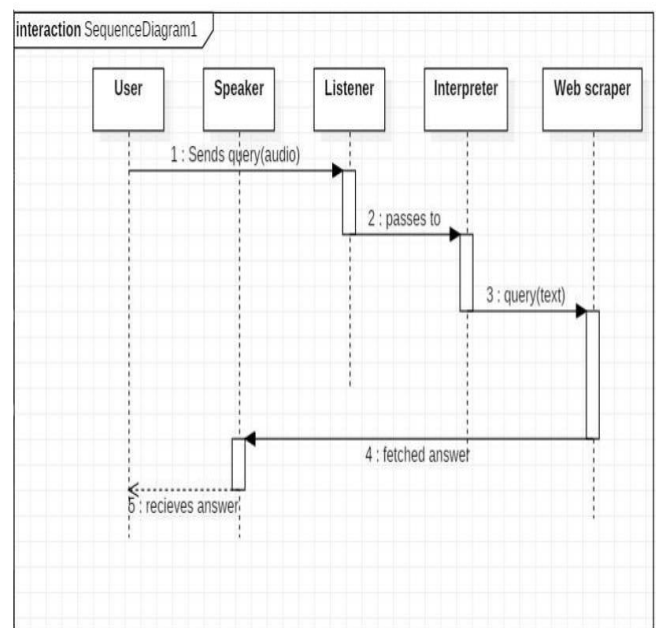 interaction SequenceDiagram1
User
Speaker
Listener
Interpreter
Web scraper
1 : Sends query(audio)
2 : passes to
3 : query(text)
4 : fetched answer
5 : recieves answer